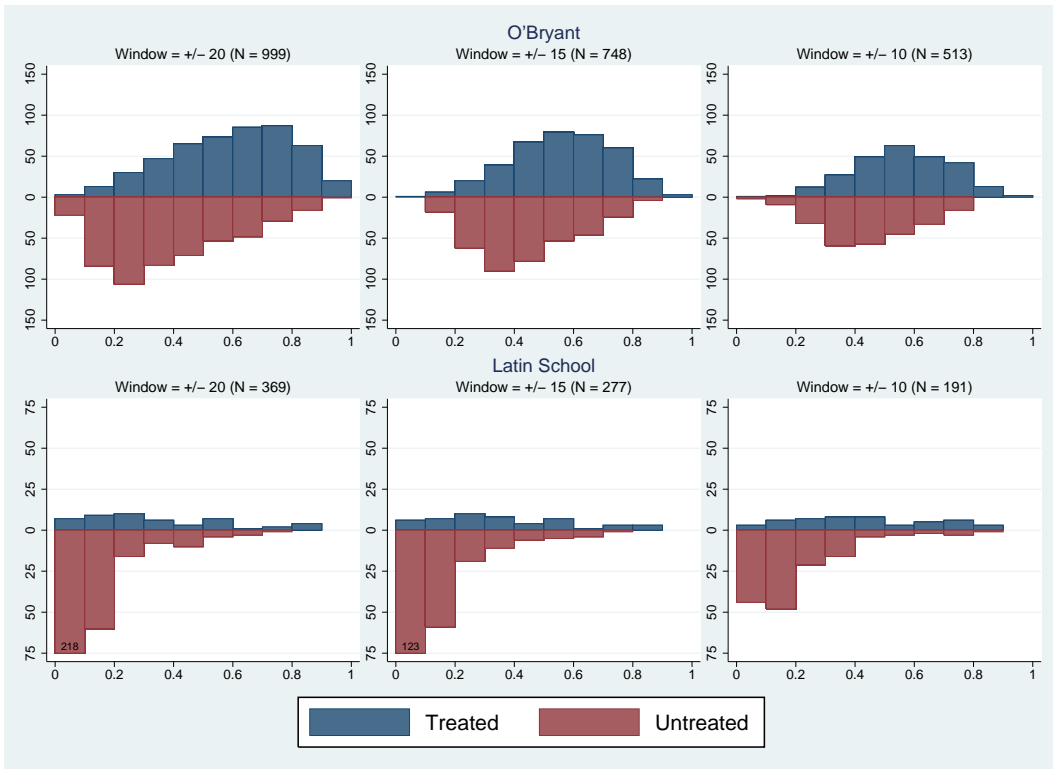 O'Bryant
Window = +/− 20 (N = 999)
Window = +/− 15 (N = 748)
Window = +/− 10 (N = 513)
150
100
50
0
50
100
150
0 0.2 0.4 0.6 0.8 1
150
100
50
0
50
100
150
0 0.2 0.4 0.6 0.8 1
150
100
50
0
50
100
150
0 0.2 0.4 0.6 0.8 1
Latin School
Window = +/− 20 (N = 369)
Window = +/− 15 (N = 277)
Window = +/− 10 (N = 191)
75
50
25
0
25
50
75
218
0 0.2 0.4 0.6 0.8 1
75
50
25
0
25
50
75
123
0 0.2 0.4 0.6 0.8 1
75
50
25
0
25
50
75
0 0.2 0.4 0.6 0.8 1
Treated
Untreated